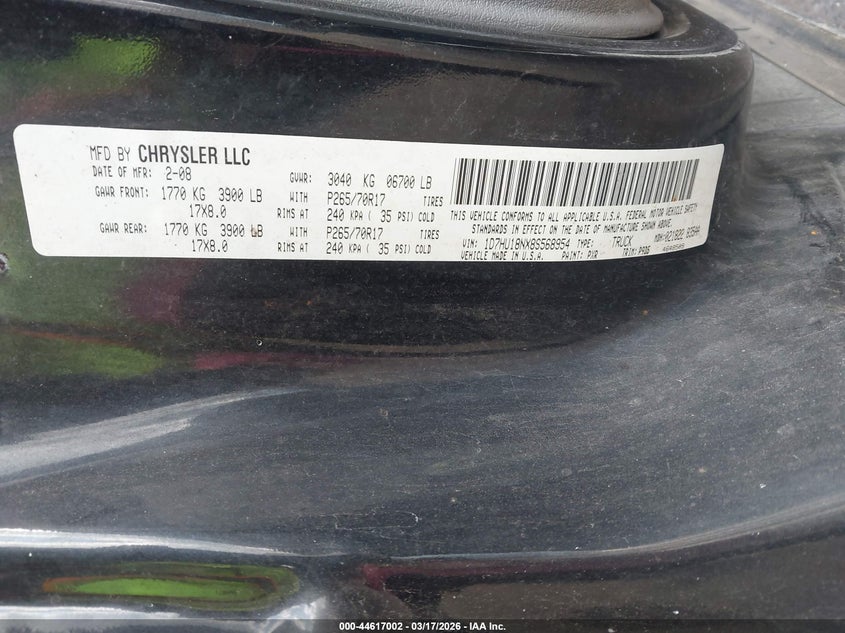 MFD BY CHRYSLER LLC
DATE OF MFR: 2-08 GVWR: 3040 KG 06700 LB
GAWR FRONT: 1770 KG 3900 LB WITH P265/70R17 TIRES
17X8.0 RIMS AT 240 KPA ( 35 PSI) COLD
GAWR REAR: 1770 KG 3900 LB WITH P265/70R17 TIRES
17X8.0 RIMS AT 240 KPA ( 35 PSI) COLD
THIS VEHICLE CONFORMS TO ALL APPLICABLE U.S.A. FEDERAL MOTOR VEHICLE SAFETY
STANDARDS IN EFFECT ON THE DATE OF MANUFACTURE SHOWN ABOVE.
VIN: 1D7HU18NX8S568954 TYPE: TRUCK MDH:
VEHICLE MADE IN U.S.A. PAINT: PXR TRIM:
000-44617002 — 03/17/2026 — IAA Inc.